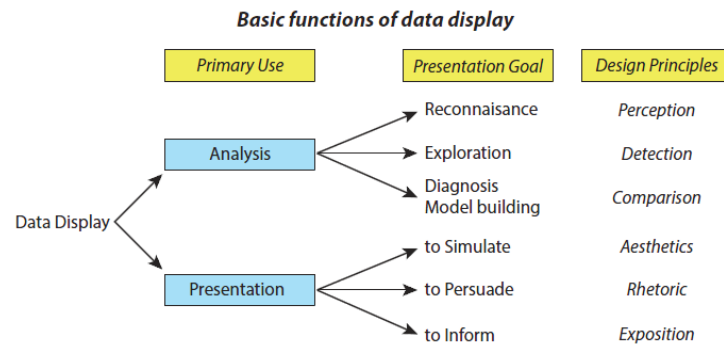 Basic functions of data display
Primary Use
Presentation Goal
Design Principles
Reconnaisance
Perception
Analysis
Exploration
Detection
Diagnosis
Model building
Comparison
Data Display
to Simulate
Aesthetics
Presentation
to Persuade
Rhetoric
to Inform
Exposition